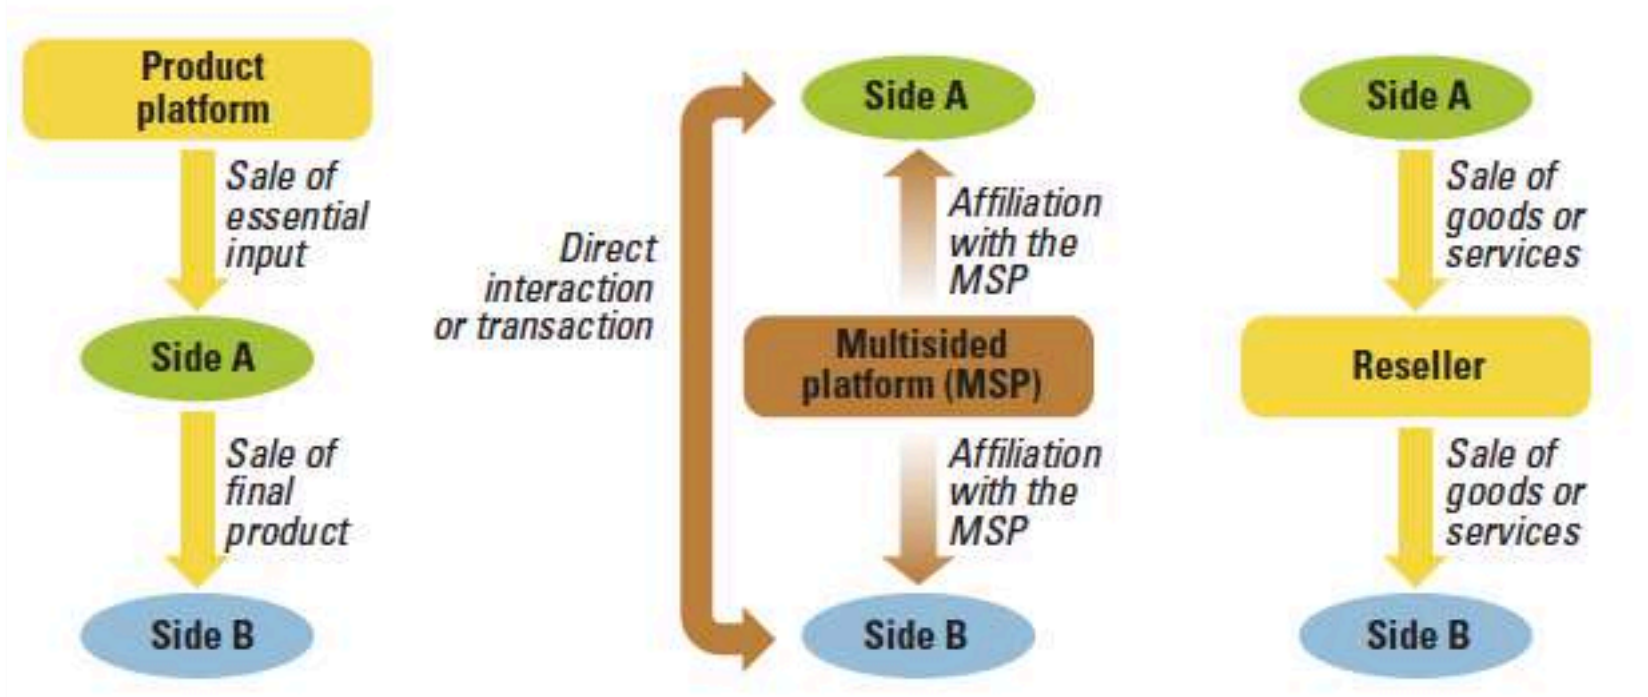 Product
platform
Sale of
essential
input
Side A
Sale of
final
product
Side B
Side A
Affiliation
with the
MSP
Direct
interaction
or transaction
Multisided
platform (MSP)
Affiliation
with the
MSP
Side B
Side A
Sale of
goods or
services
Reseller
Sale of
goods or
services
Side B